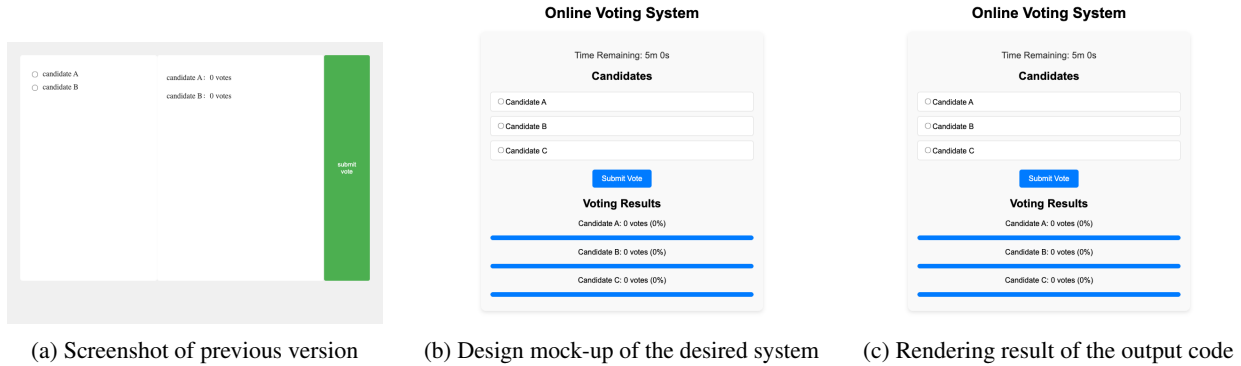 candidate A
candidate B
candidate A: 0 votes
candidate B: 0 votes
submit
vote
(a) Screenshot of previous version
Online Voting System
Time Remaining: 5m 0s
Candidates
Candidate A
Candidate B
Candidate C
Submit Vote
Voting Results
Candidate A: 0 votes (0%)
Candidate B: 0 votes (0%)
Candidate C: 0 votes (0%)
(b) Design mock-up of the desired system
Online Voting System
Time Remaining: 5m 0s
Candidates
Candidate A
Candidate B
Candidate C
Submit Vote
Voting Results
Candidate A: 0 votes (0%)
Candidate B: 0 votes (0%)
Candidate C: 0 votes (0%)
(c) Rendering result of the output code